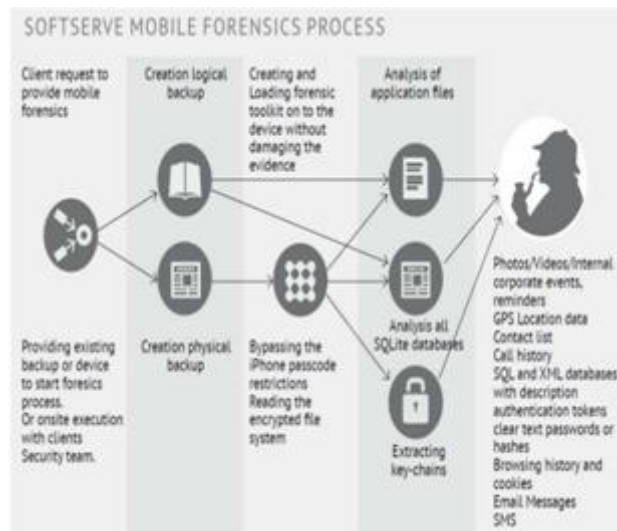 SOFTSERVE MOBILE FORENSICS PROCESS
Client request to
provide mobile
forensics
Creation logical
backup
Creating and
Loading forensic
toolkit on to the
device without
damaging the
evidence
Analysis of
application files
Providing existing
backup or device
to start foresics
process.
Or onsite execution
with clients
Security team.
Creation physical
backup
Bypassing the
iPhone passcode
restrictions
Reading the
encrypted file
system
Analysis all
SQLite databases
Extracting
key-chains
Photos/Videos/Internal
corporate events,
reminders
GPS Location data
Contact list
Call history
SQL and XML databases
with description
authentication tokens
clear text passwords or
hashes
Browsing history and
cookies
Email Messages
SMS